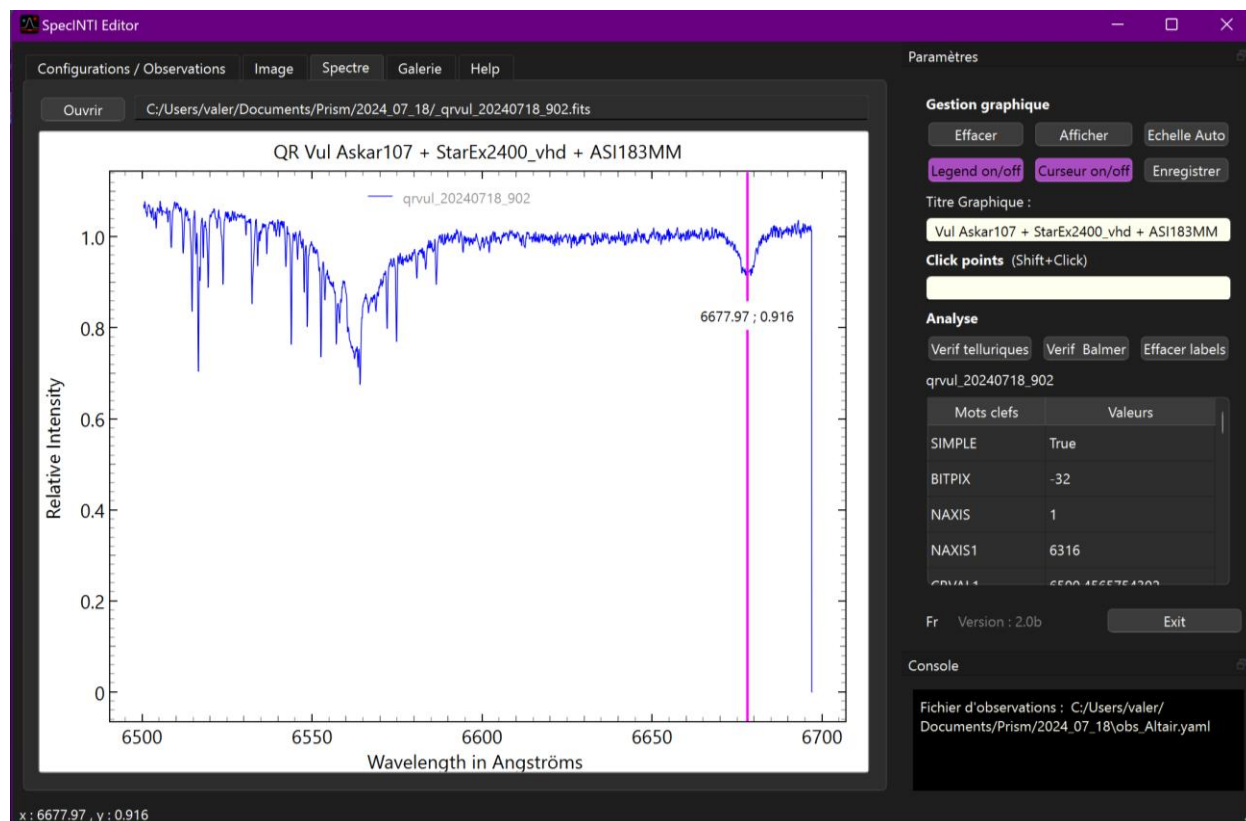 SpecINTI Editor
Configurations / Observations Image Spectre Galerie Help
Ouvrir C:/Users/valer/Documents/Prism/2024_07_18/_qrvul_20240718_902.fits
QR Vul Askar107 + StarEx2400_vhd + ASI183MM
qrvul_20240718_902
1.0
0.8
0.6
0.4
0.2
0
Relative Intensity
6677.97 ; 0.916
6500 6550 6600 6650 6700
Wavelength in Angströms
x : 6677.97 , y : 0.916
Paramètres
Gestion graphique
Effacer Afficher Echelle Auto
Legend on/off Curseur on/off Enregistrer
Titre Graphique :
Vul Askar107 + StarEx2400_vhd + ASI183MM
Click points (Shift+Click)
Analyse
Verif telluriques Verif Balmer Effacer labels
qrvul_20240718_902
Mots clefs Valeurs
SIMPLE True
BITPIX -32
NAXIS 1
NAXIS1 6316
CRVAL1
Fr Version : 2.0b Exit
Console
Fichier d'observations : C:/Users/valer/
Documents/Prism/2024_07_18\obs_Altair.yaml